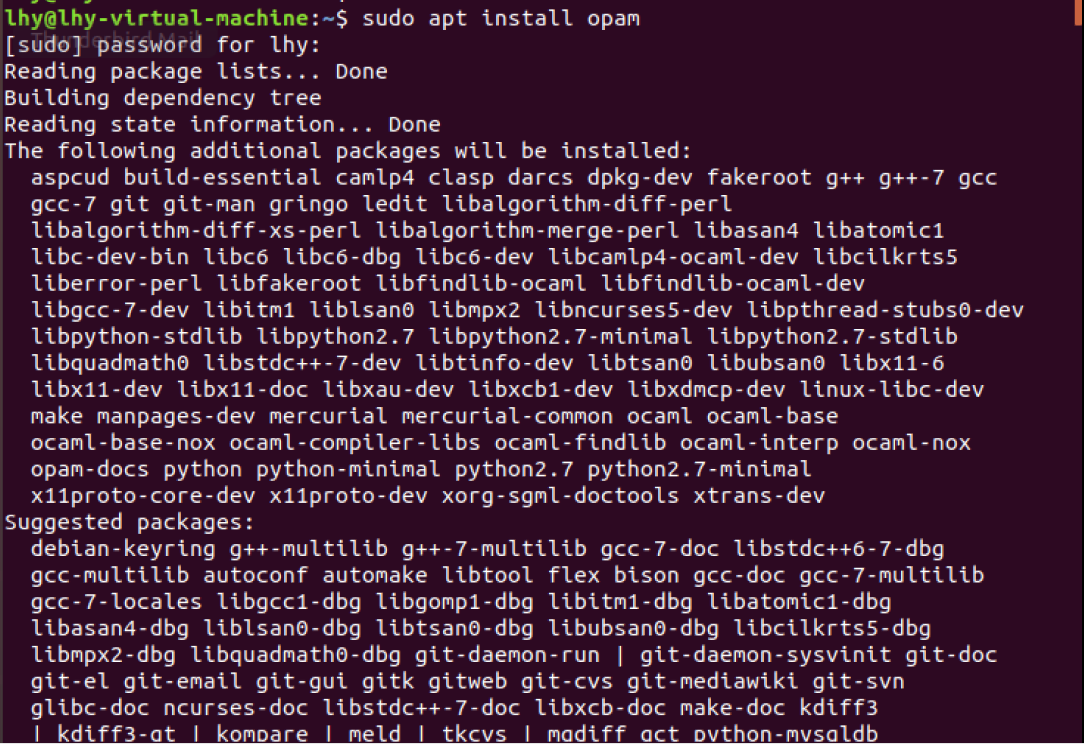 lhy@lhy-virtual-machine:~$ sudo apt install opam
Thunderbird Mail
[sudo] password for lhy:
Reading package lists... Done
Building dependency tree
Reading state information... Done
The following additional packages will be installed:
aspcud build-essential camlp4 clasp darcs dpkg-dev fakeroot g++ g++-7 gcc
gcc-7 git git-man gringo ledit libalgorithm-diff-perl
libalgorithm-diff-xs-perl libalgorithm-merge-perl libasan4 libatomic1
libc-dev-bin libc6 libc6-dbg libc6-dev libcamlp4-ocaml-dev libcilkrts5
liberror-perl libfakeroot libfindlib-ocaml libfindlib-ocaml-dev
libgcc-7-dev libitm1 liblsan0 libmpx2 libncurses5-dev libpthread-stubs0-dev
libpython-stdlib libpython2.7 libpython2.7-minimal libpython2.7-stdlib
libquadmath0 libstdc++-7-dev libtinfo-dev libtsan0 libubsan0 libx11-6
libx11-dev libx11-doc libxau-dev libxcb1-dev libxdmcp-dev linux-libc-dev
make manpages-dev mercurial mercurial-common ocaml ocaml-base
ocaml-base-nox ocaml-compiler-libs ocaml-findlib ocaml-interp ocaml-nox
opam-docs python python-minimal python2.7 python2.7-minimal
x11proto-core-dev x11proto-dev xorg-sgml-doctools xtrans-dev
Suggested packages:
debian-keyring g++-multilib g++-7-multilib gcc-7-doc libstdc++6-7-dbg
gcc-multilib autoconf automake libtool flex bison gcc-doc gcc-7-multilib
gcc-7-locales libgcc1-dbg libgomp1-dbg libitm1-dbg libatomic1-dbg
libasan4-dbg liblsan0-dbg libtsan0-dbg libubsan0-dbg libcilkrts5-dbg
libmpx2-dbg libquadmath0-dbg git-daemon-run | git-daemon-sysvinit git-doc
git-el git-email git-gui gitk gitweb git-cvs git-mediawiki git-svn
glibc-doc ncurses-doc libstdc++-7-doc libxcb-doc make-doc kdiff3
| kdiff3-qt | kompare | meld | tkcvs | mgdiff qct python-mysqldb